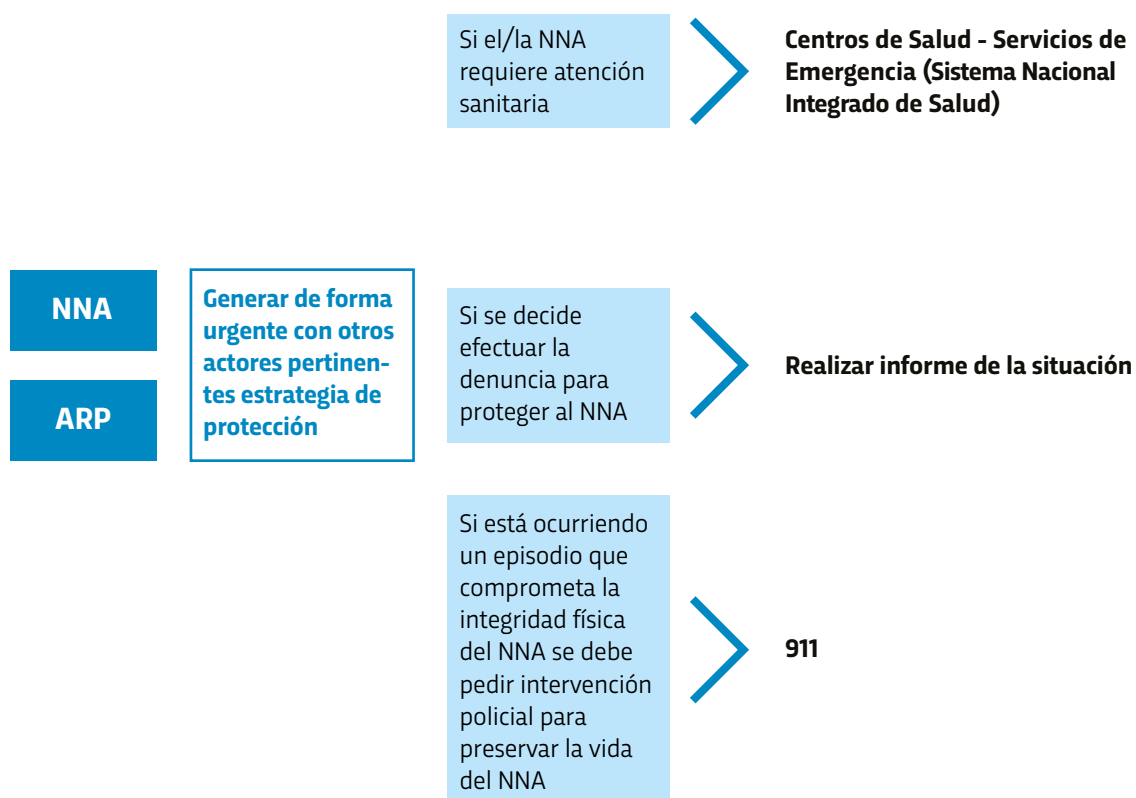 Si el/la NNA
requiere atención
sanitaria
Centros de Salud - Servicios de
Emergencia (Sistema Nacional
Integrado de Salud)
NNA
ARP
Generar de forma
urgente con otros
actores pertinen-
tes estrategia de
protección
Si se decide
efectuar la
denuncia para
proteger al NNA
Realizar informe de la situación
Si está ocurriendo
un episodio que
comprometa la
integridad física
del NNA se debe
pedir intervención
policial para
preservar la vida
del NNA
911